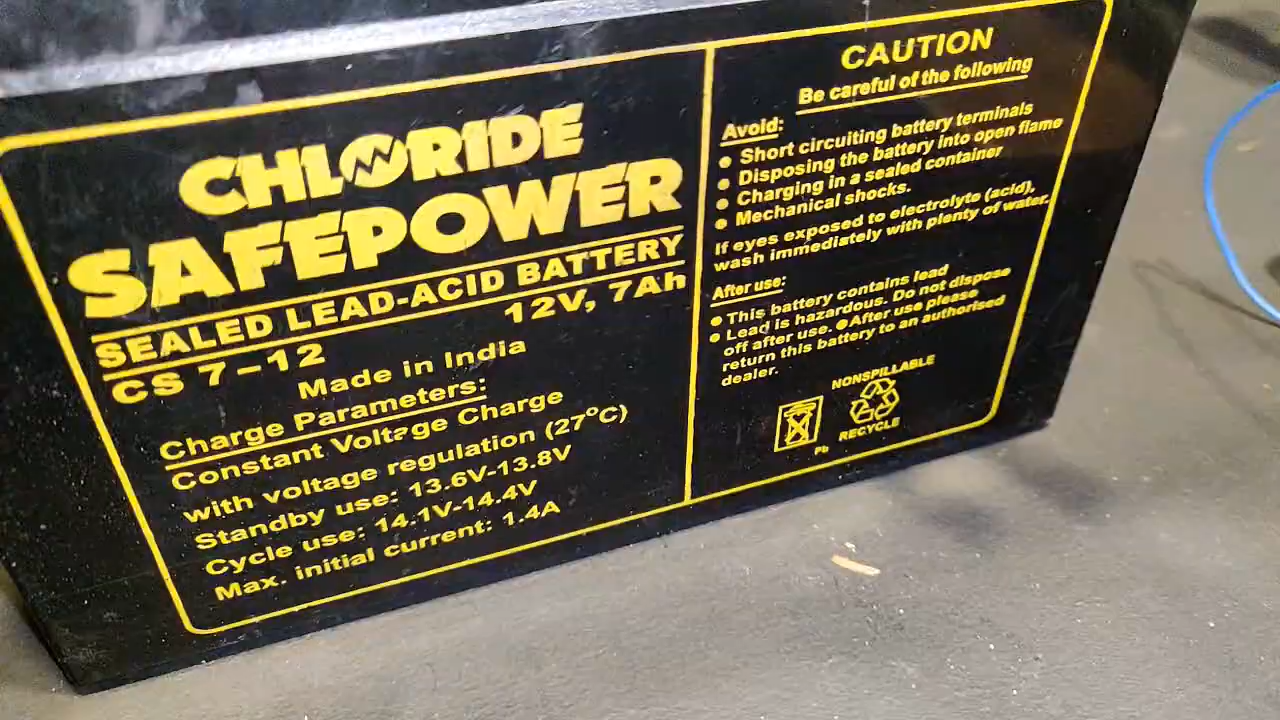 CHLORIDE
SAFEPOWER
SEALED LEAD-ACID BATTERY
CS 7-12 12V, 7Ah
Made in India
Charge Parameters:
Constant Voltage Charge
with voltage regulation (27°C)
Standby use: 13.6V-13.8V
Cycle use: 14.1V-14.4V
Max. initial current: 1.4A
CAUTION
Be careful of the following
Avoid:
● Short circuiting battery terminals
● Disposing the battery into open flame
● Charging in a sealed container
● Mechanical shocks.
If eyes exposed to electrolyte (acid),
wash immediately with plenty of water.
After use:
● This battery contains lead
● Lead is hazardous. Do not dispose
off after use. ●After use please
return this battery to an authorised
dealer.
NONSPILLABLE
RECYCLE
Pb